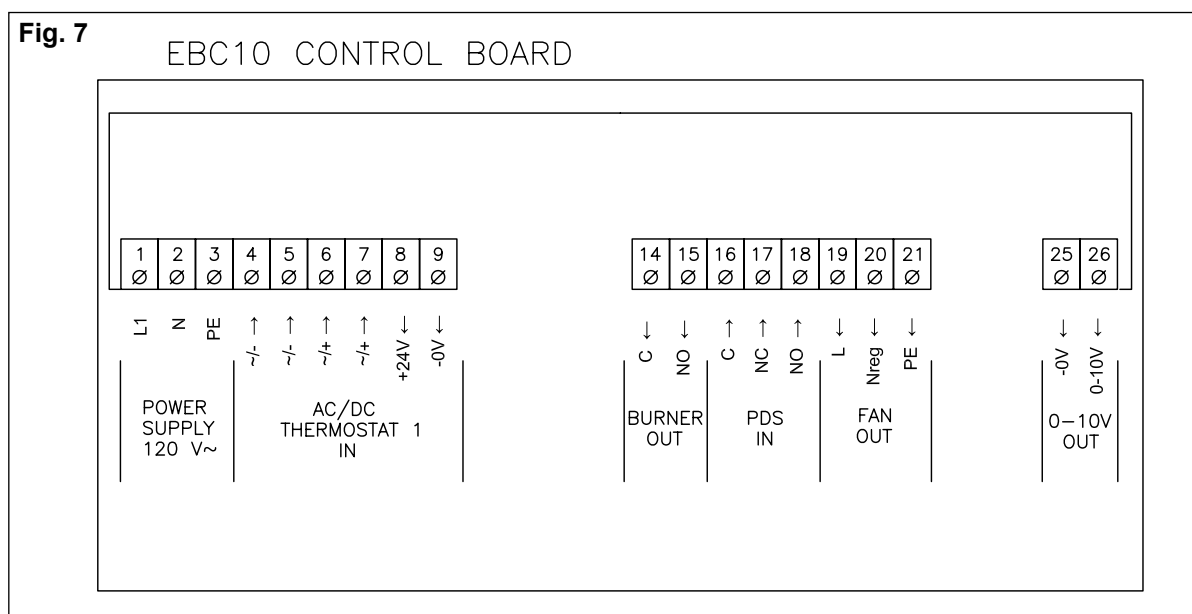 Fig. 7
EBC10 CONTROL BOARD
1 2 3 4 5 6 7 8 9 14 15 16 17 18 19 20 21 25 26
Ø Ø Ø Ø Ø Ø Ø Ø Ø Ø Ø Ø Ø Ø Ø Ø Ø Ø Ø
L1
N
PE
~/- →
~/- →
~/+ →
~/+ →
+24V ←
-0V ←
C ←
NO ←
C →
NC →
NO →
L ←
Nreg ←
PE ←
-0V ←
0-10V ←
POWER
SUPPLY
120 V~
AC/DC
THERMOSTAT 1
IN
BURNER
OUT
PDS
IN
FAN
OUT
0-10V
OUT